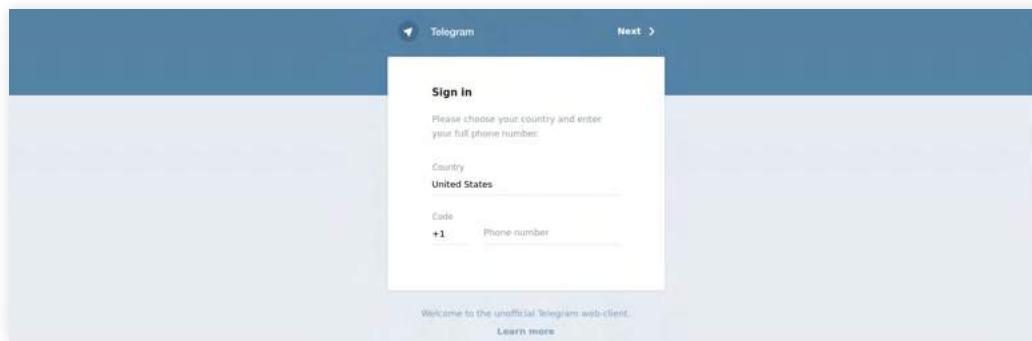 Telegram
Next
Sign in
Please choose your country and enter
your full phone number.
Country
United States
Code
+1 Phone number
Welcome to the unofficial Telegram web-client.
Learn more